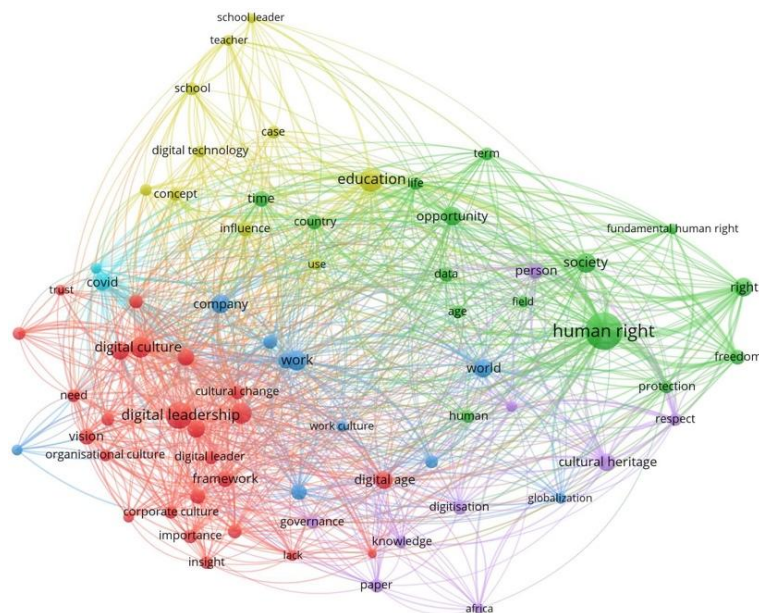 school leader
teacher
school
case
digital technology
term
education
life
concept
time
opportunity
influence
country
fundamental human right
use
data
person
society
covid
trust
company
age
field
right
human right
digital culture
work
world
freedom
need
cultural change
protection
digital leadership
human
respect
vision
work culture
organisational culture
digital leader
cultural heritage
framework
digital age
globalization
corporate culture
governance
digitisation
importance
knowledge
insight
lack
paper
africa